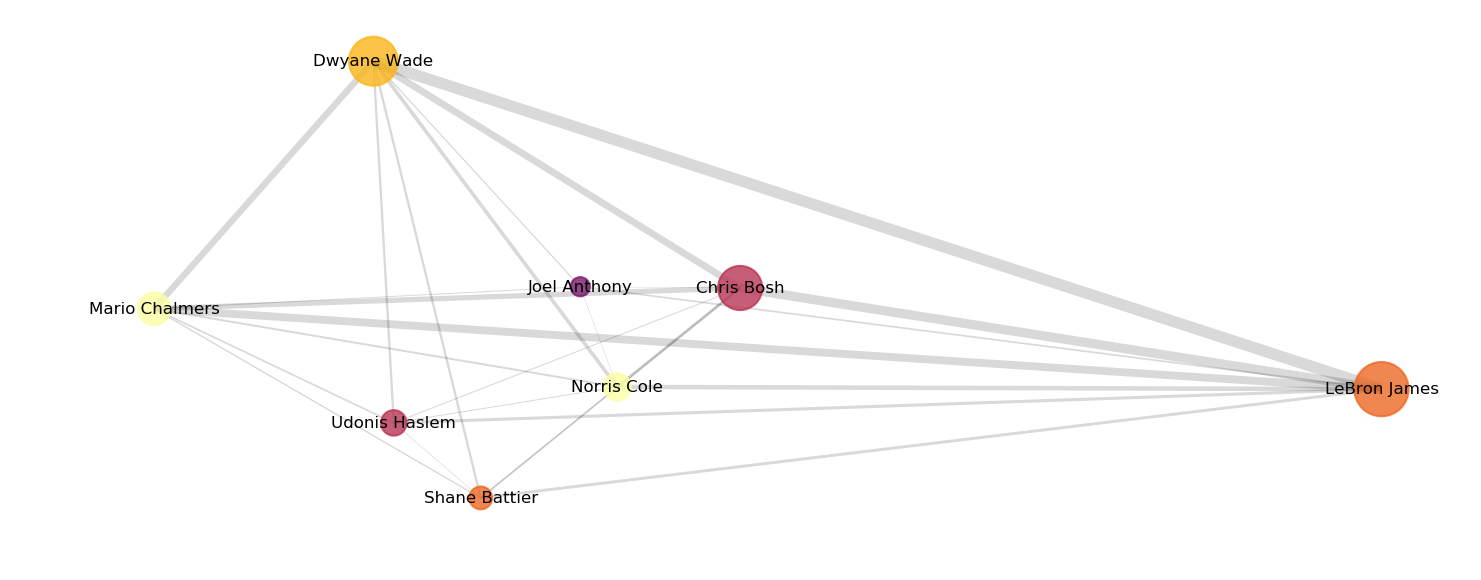 Dwyane Wade
Joel Anthony
Chris Bosh
Mario Chalmers
Norris Cole
LeBron James
Udonis Haslem
Shane Battier